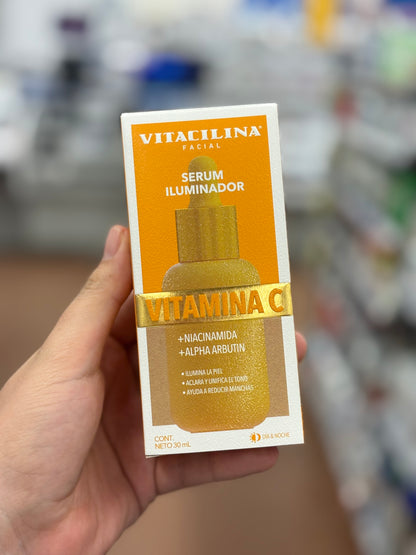 VITACILINA®
FACIAL
SERUM
ILUMINADOR
VITAMINA C
+NIACINAMIDA
+ALPHA ARBUTIN
• ILUMINA LA PIEL
• ACLARA Y UNIFICA EL TONO
• AYUDA A REDUCIR MANCHAS
CONT.
NETO 30 mL
DÍA & NOCHE